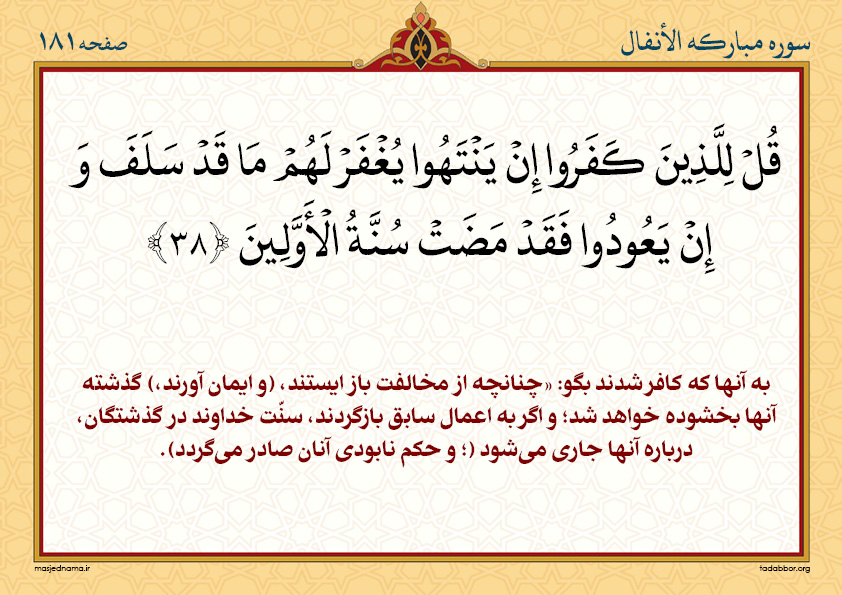 سوره مبارکه الأنفال
صفحه ۱۸۱
قُلْ لِلَّذِينَ كَفَرُوا إِنْ يَنْتَهُوا يُغْفَرْ لَهُمْ مَا قَدْ سَلَفَ وَ
إِنْ يَعُودُوا فَقَدْ مَضَتْ سُنَّةُ الْأَوَّلِينَ ﴿۳۸﴾
به آنها که کافر شدند بگو: «چنانچه از مخالفت باز ایستند، (و ایمان آورند،) گذشته
آنها بخشوده خواهد شد؛ و اگر به اعمال سابق بازگردند، سنّت خداوند در گذشتگان،
درباره آنها جاری می‌شود (؛ و حکم نابودی آنان صادر می‌گردد).
masjednama.ir
tadabbor.org